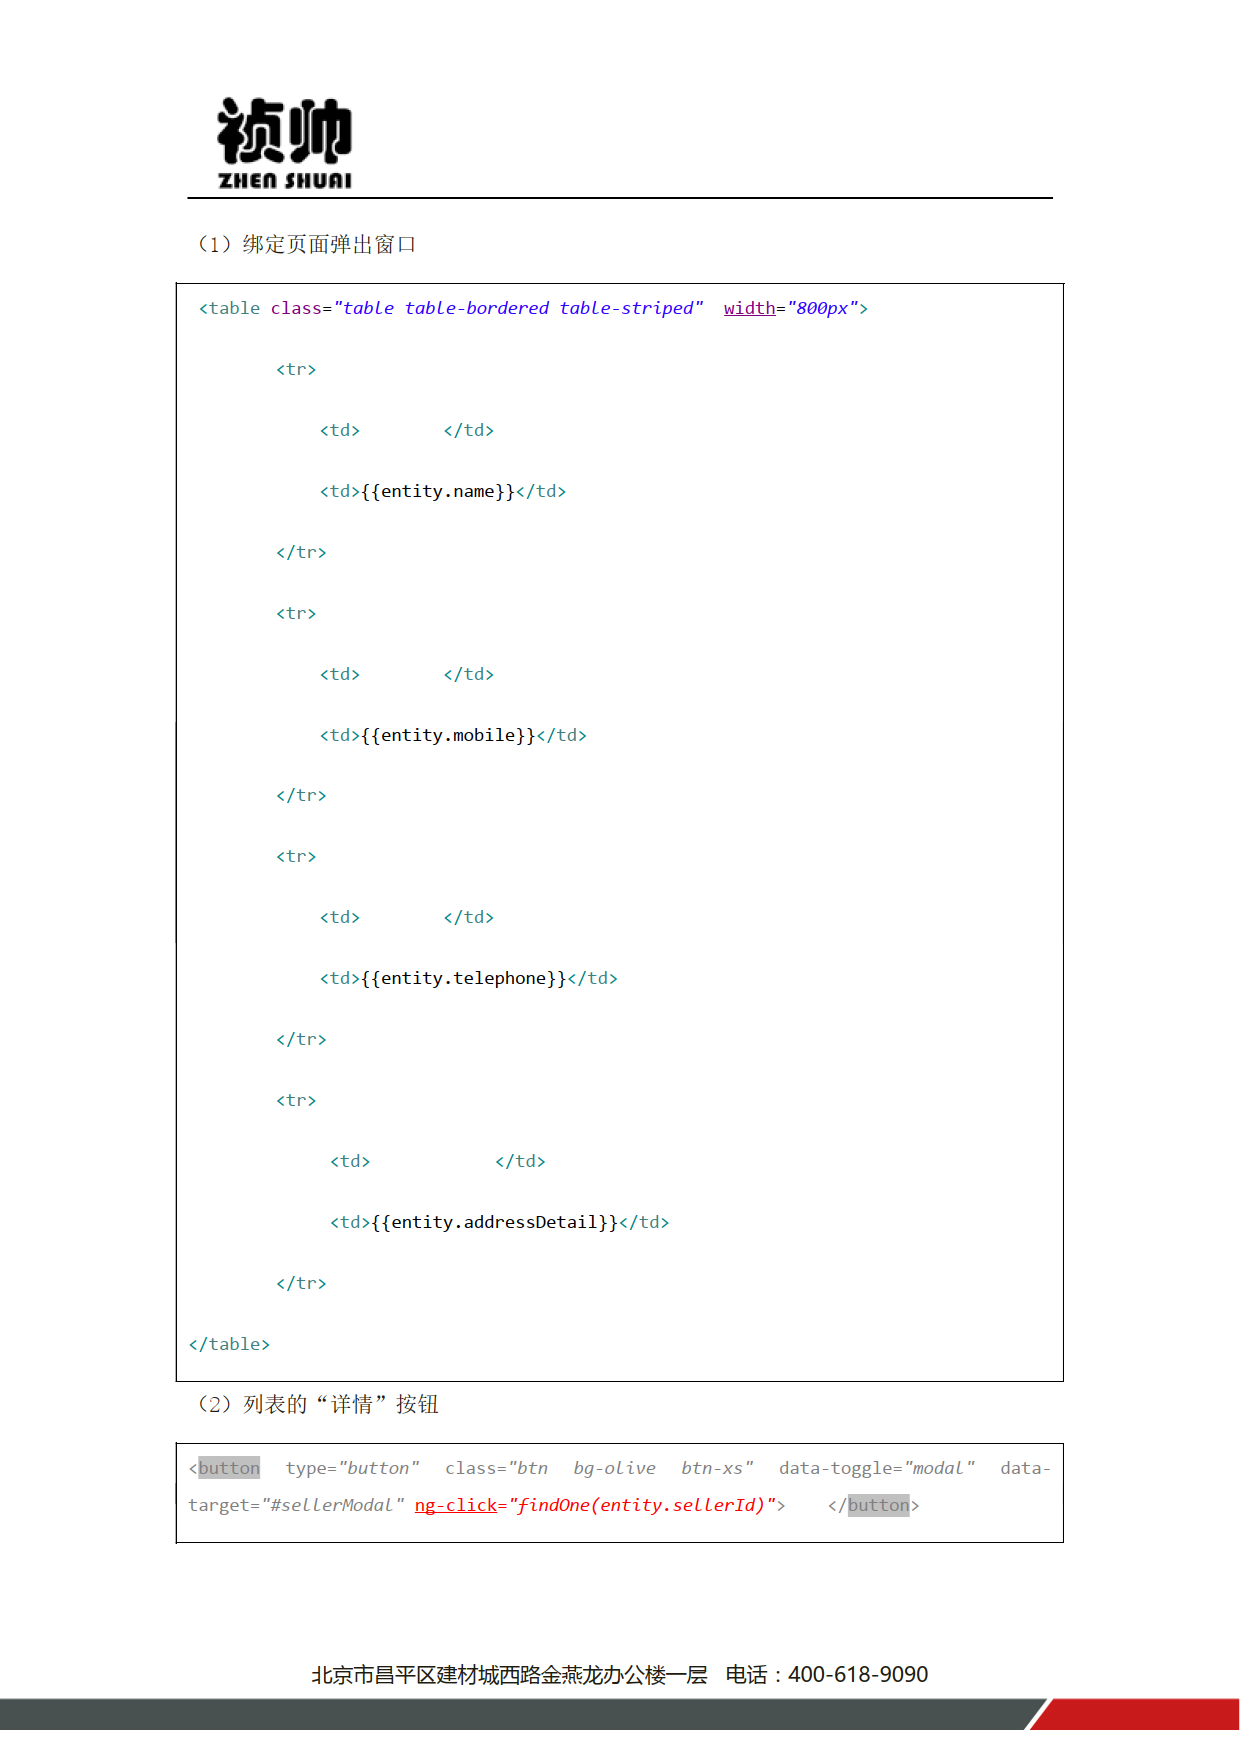 祯帅
ZHEN SHUAI
（1）绑定页面弹出窗口
<table class="table table-bordered table-striped"  width="800px">
<tr>
<td>        </td>
<td>{{entity.name}}</td>
</tr>
<tr>
<td>        </td>
<td>{{entity.mobile}}</td>
</tr>
<tr>
<td>        </td>
<td>{{entity.telephone}}</td>
</tr>
<tr>
<td>            </td>
<td>{{entity.addressDetail}}</td>
</tr>
</table>
（2）列表的“详情”按钮
<button type="button" class="btn bg-olive btn-xs" data-toggle="modal" data-
target="#sellerModal" ng-click="findOne(entity.sellerId)">    </button>
北京市昌平区建材城西路金燕龙办公楼一层   电话：400-618-9090